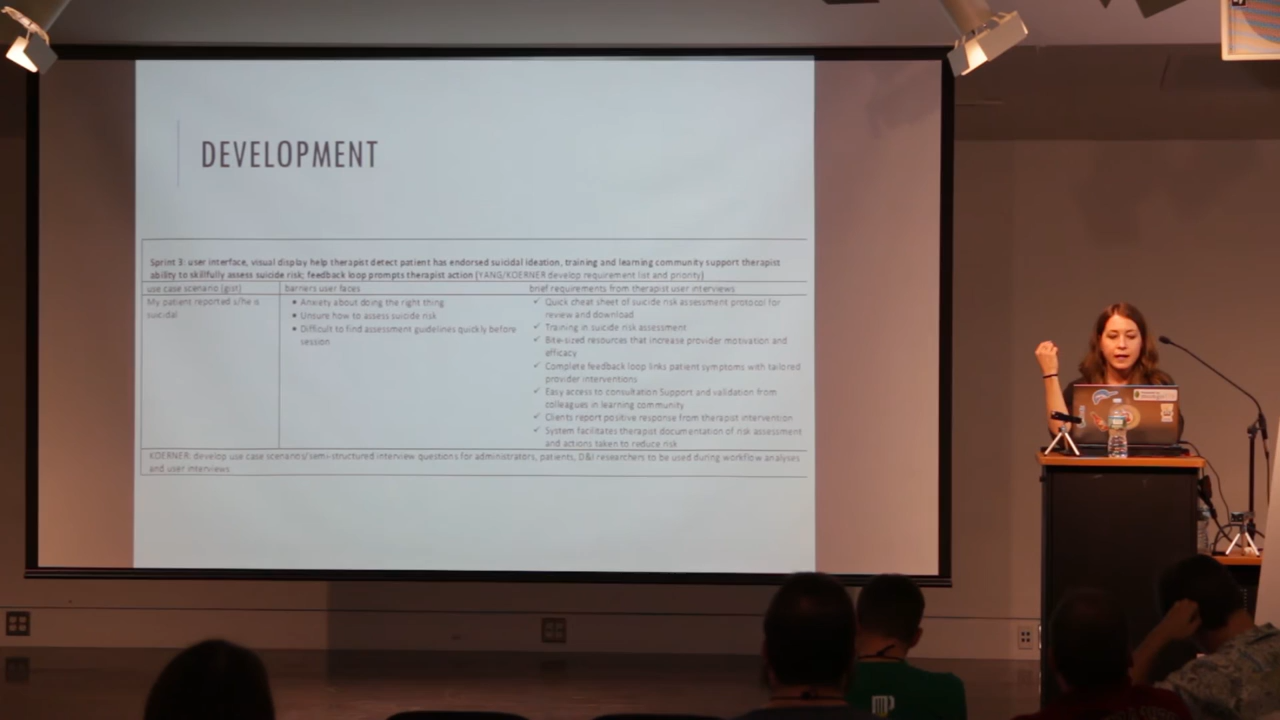 DEVELOPMENT
Sprint 3: user interface, visual display help therapist detect patient has endorsed suicidal ideation, training and learning community support therapist
ability to skillfully assess suicide risk; feedback loop prompts therapist action (YANG/KOERNER develop requirement list and priority)
use case scenario (gist)
barriers user faces
brief requirements from therapist user interviews
My patient reported s/he is
suicidal
• Anxiety about doing the right thing
• Unsure how to assess suicide risk
• Difficult to find assessment guidelines quickly before
session
✓ Quick cheat sheet of suicide risk assessment protocol for
review and download
✓ Training in suicide risk assessment
✓ Bite-sized resources that increase provider motivation and
efficacy
✓ Complete feedback loop links patient symptoms with tailored
provider interventions
✓ Easy access to consultation Support and validation from
colleagues in learning community
✓ Clients report positive response from therapist intervention
✓ System facilitates therapist documentation of risk assessment
and actions taken to reduce risk
KOERNER: develop use case scenarios/semi-structured interview questions for administrators, patients, D&I researchers to be used during workflow analyses
and user interviews